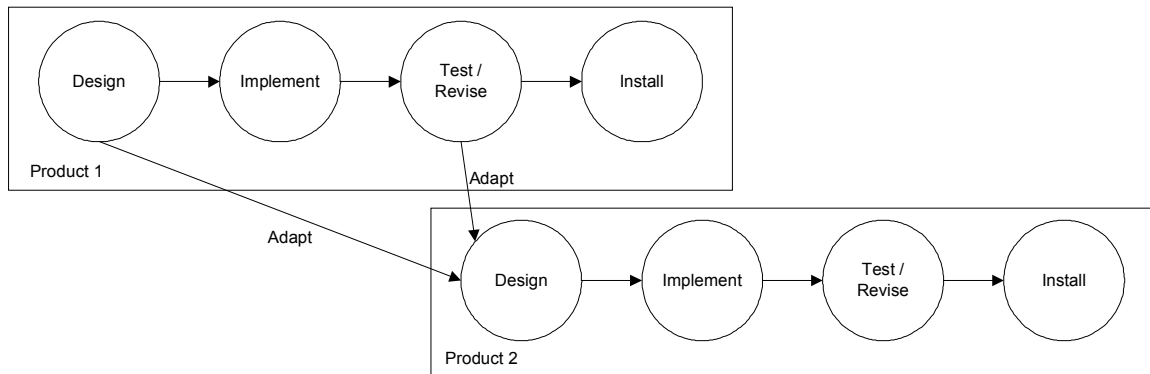 Design
Implement
Test /
Revise
Install
Product 1
Adapt
Adapt
Design
Implement
Test /
Revise
Install
Product 2